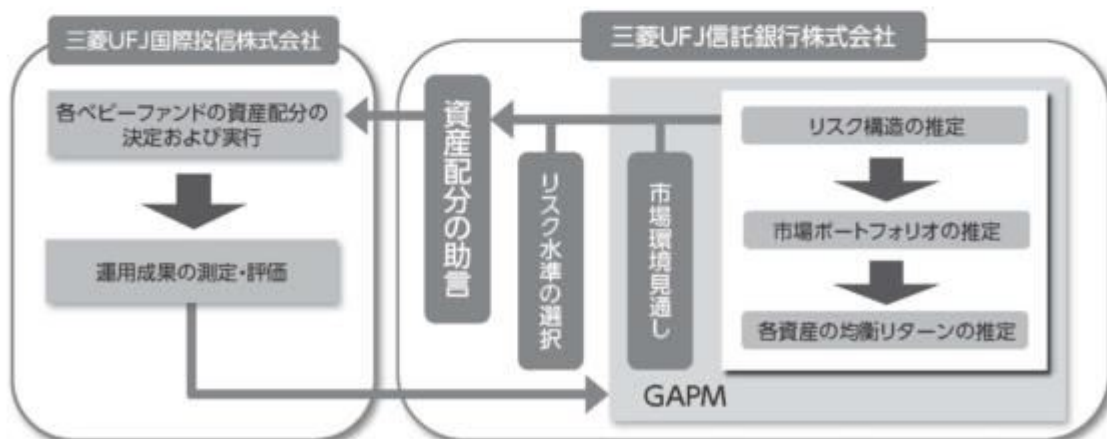 三菱UFJ国際投信株式会社
三菱UFJ信託銀行株式会社
各ベビーファンドの資産配分の
決定および実行
運用成果の測定・評価
資産配分の助言
リスク水準の選択
市場環境見通し
リスク構造の推定
市場ポートフォリオの推定
各資産の均衡リターンの推定
GAPM